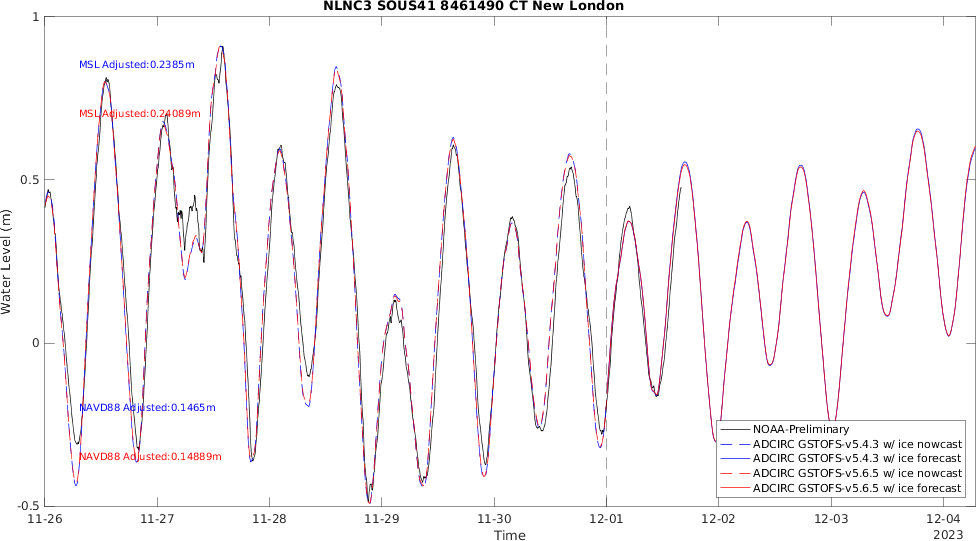 NLNC3 SOUS41 8461490 CT New London
1
0.5
0
-0.5
Water Level (m)
MSL Adjusted:0.2385m
MSL Adjusted:0.24089m
NAVD88 Adjusted:0.1465m
NAVD88 Adjusted:0.14889m
NOAA-Preliminary
ADCIRC GSTOFS-v5.4.3 w/ ice nowcast
ADCIRC GSTOFS-v5.4.3 w/ ice forecast
ADCIRC GSTOFS-v5.6.5 w/ ice nowcast
ADCIRC GSTOFS-v5.6.5 w/ ice forecast
11-26 11-27 11-28 11-29 11-30 12-01 12-02 12-03 12-04
2023
Time